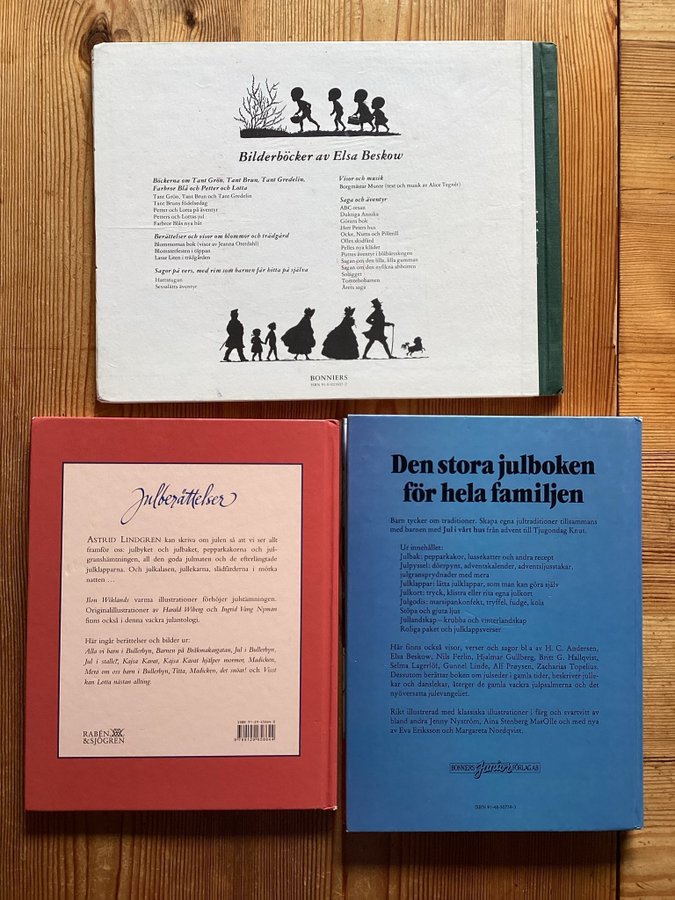 Bilderböcker av Elsa Beskow
Böckerna om Tant Grön, Tant Brun, Tant Gredelin,
Farbror Blå och Petter och Lotta
Tant Grön, Tant Brun och Tant Gredelin
Tant Bruns födelsedag
Petter och Lotta på äventyr
Petters och Lottas jul
Farbror Blås nya båt
Berättelser och visor om blommor och trädgård
Blommornas bok (visor av Jeanna Oterdahl)
Blomsterfesten i täppan
Lasse Liten i trädgården
Sagor på vers, med rim som barnen får hitta på själva
Hattstugan
Sessalätts äventyr
Visor och musik
Borgmästar Munte (text och musik av Alice Tegnér)
Saga och äventyr
ABC-resan
Duktiga Annika
Görans bok
Herr Peters hus
Ocke, Nutta och Pillerill
Olles skidfärd
Pelles nya kläder
Puttes äventyr i blåbärsskogen
Sagan om den lilla, lilla gumman
Sagan om den nyfikna abborren
Solägget
Tomtebobarnen
Årets saga
BONNIERS
Julberättelser
ASTRID LINDGREN kan skriva om julen så att vi ser allt
framför oss: julbyket och julbaket, pepparkakorna och jul-
granshämtningen, all den goda julmaten och de efterlängtade
julklapparna. Och julkalasen, jullekarna, slädfärderna i mörka
natten ...
Ilon Wiklands varma illustrationer förhöjer julstämningen.
Originalillustrationer av Harald Wiberg och Ingrid Vang Nyman
finns också i denna vackra julantologi.
Här ingår berättelser och bilder ur:
Alla vi barn i Bullerbyn, Barnen på Bråkmakargatan, Jul i Bullerbyn,
Jul i stallet, Kajsa Kavat, Kajsa Kavat hjälper mormor, Madicken,
Mera om oss barn i Bullerbyn, Titta, Madicken, det snöar! och Visst
kan Lotta nästan allting.
RABÉN
&SJÖGREN
Den stora julboken
för hela familjen
Barn tycker om traditioner. Skapa egna jultraditioner tillsammans
med barnen med Jul i vårt hus från advent till Tjugondag Knut.
Ur innehållet:
Julbak: pepparkakor, lussekatter och andra recept
Julpyssel: dörrpynt, adventskalender, adventsljusstakar,
julgransprydnader med mera
Julklappar: lätta julklappar, som man kan göra själv
Julkort: tryck, klistra eller rita egna julkort
Julgodis: marsipankonfekt, tryffel, fudge, kola
Stöpa och gjuta ljus
Jullandskap – krubba och vinterlandskap
Roliga paket och julklappsverser
Här finns också visor, verser och sagor bl a av H. C. Andersen,
Elsa Beskow, Nils Ferlin, Hjalmar Gullberg, Britt G. Hallqvist,
Selma Lagerlöf, Gunnel Linde, Alf Prøysen, Zacharias Topelius.
Dessutom berättar boken om julseder i gamla tider, beskriver julle-
kar och danslekar, återger de gamla vackra julpsalmerna och det
nyöversatta julevangeliet.
Rikt illustrerad med klassiska illustrationer i färg och svartvitt av
bland andra Jenny Nyström, Aina Stenberg MasOlle och med nya
av Eva Eriksson och Margareta Nordqvist.
BONNIERS Junior FÖRLAG AB